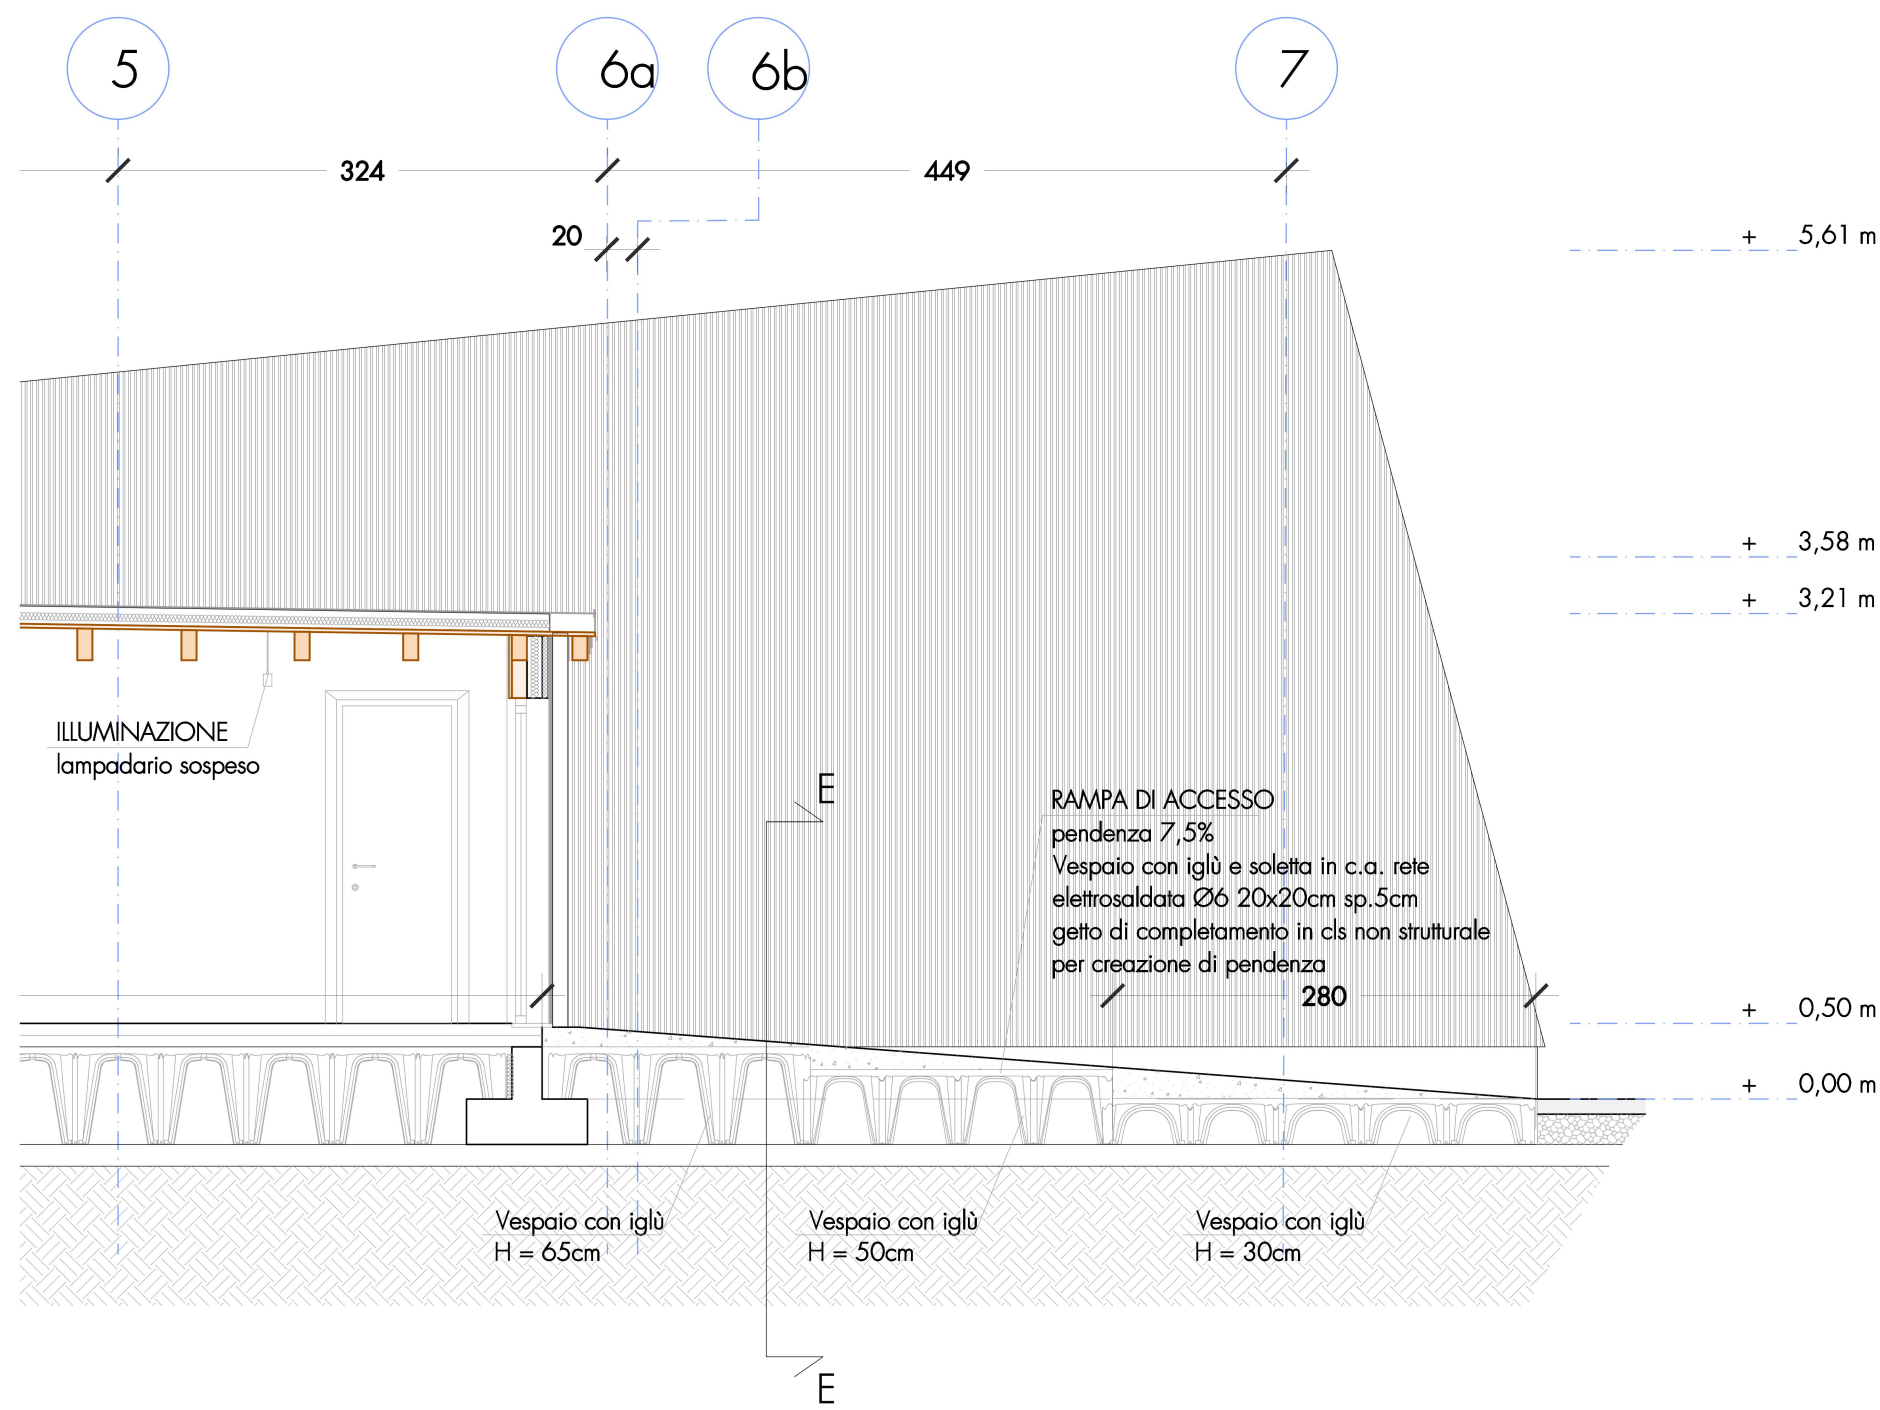 5
6a
6b
7
324
449
20
+ 5,61 m
+ 3,58 m
+ 3,21 m
ILLUMINAZIONE
lampadario sospeso
E
RAMPA DI ACCESSO
pendenza 7,5%
Vespaio con iglù e soletta in c.a. rete
elettrosaldata Ø6 20x20cm sp.5cm
getto di completamento in cls non strutturale
per creazione di pendenza
280
+ 0,50 m
+ 0,00 m
Vespaio con iglù
H = 65cm
Vespaio con iglù
H = 50cm
Vespaio con iglù
H = 30cm
E